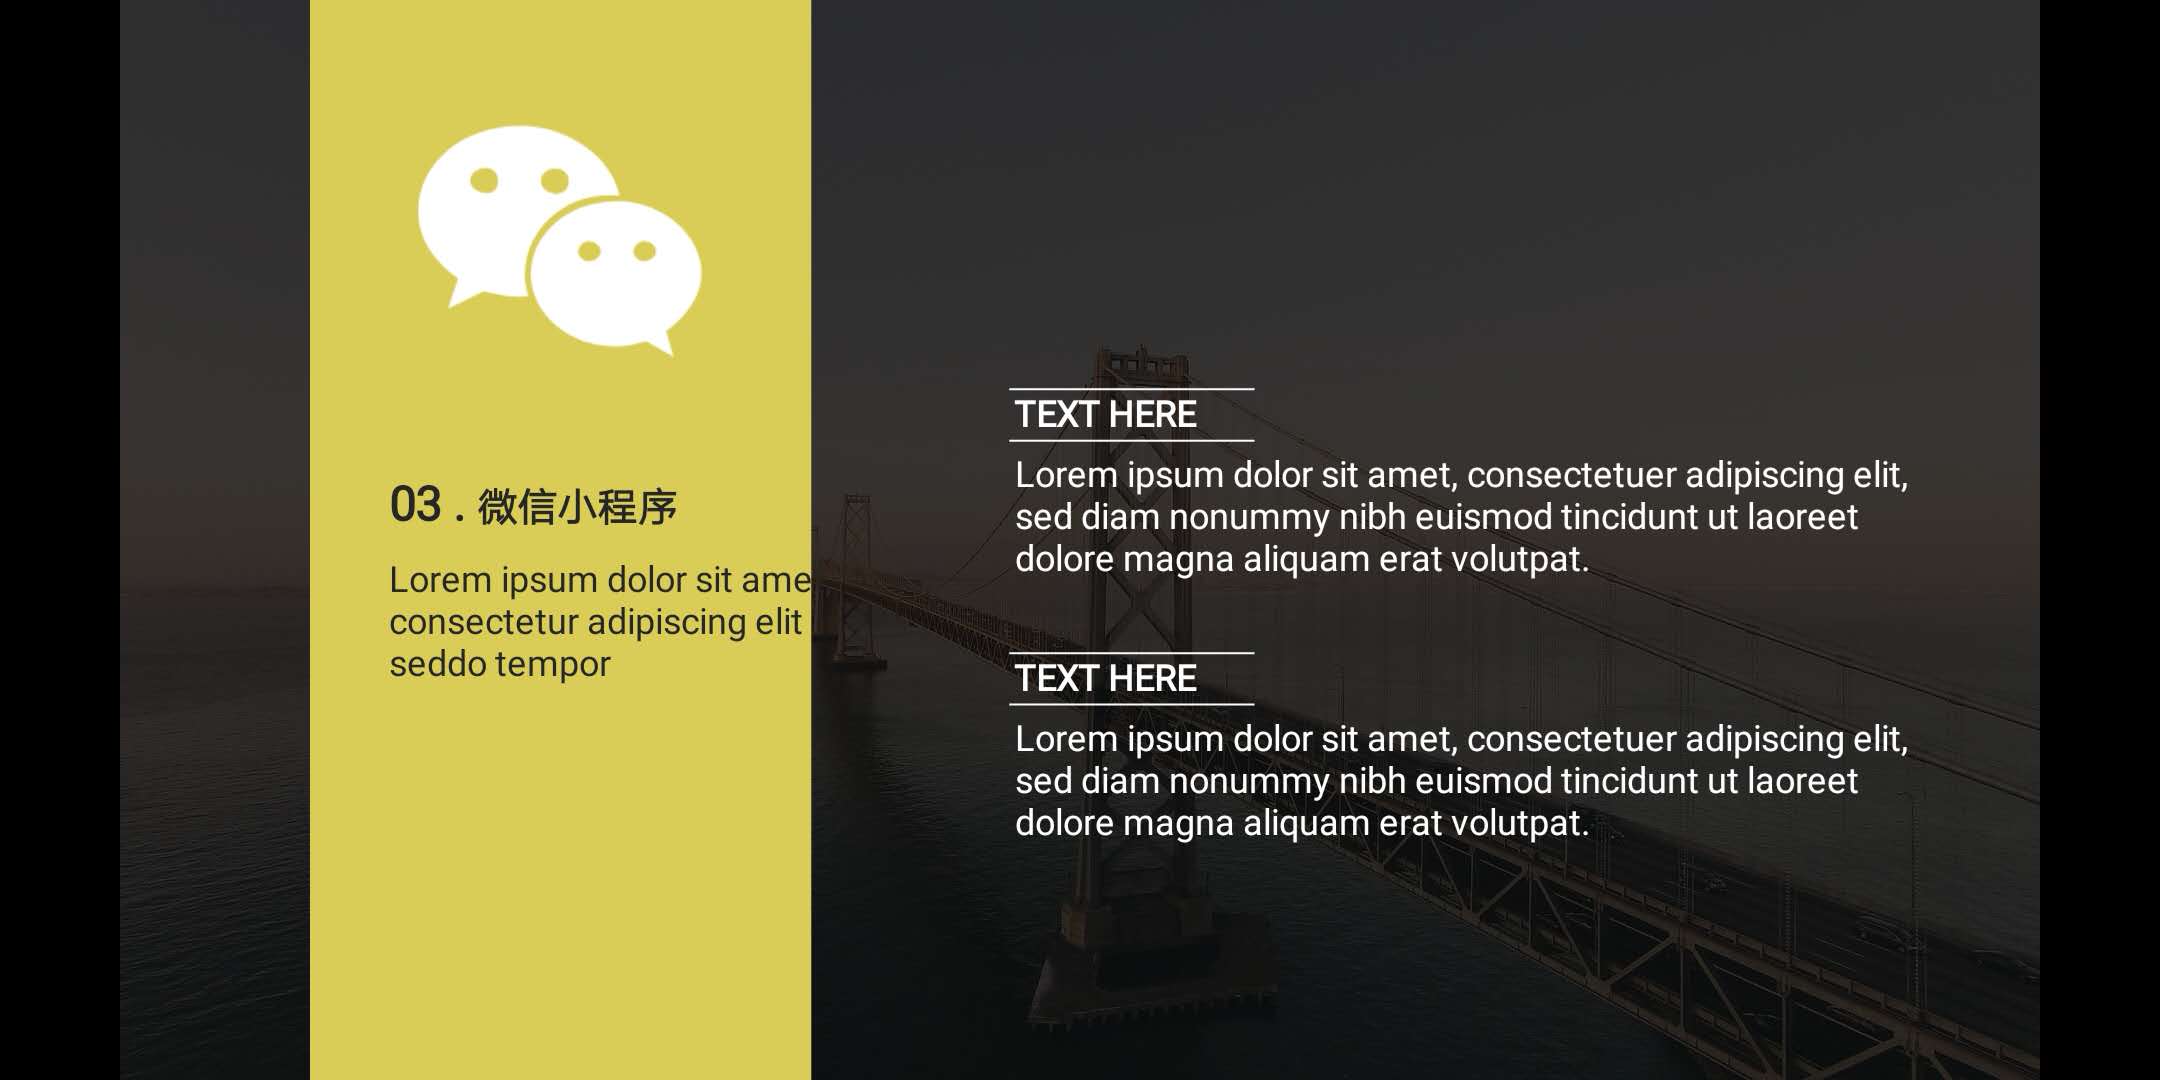 03 . 微信小程序
Lorem ipsum dolor sit ame
consectetur adipiscing elit
seddo tempor
TEXT HERE
Lorem ipsum dolor sit amet, consectetuer adipiscing elit,
sed diam nonummy nibh euismod tincidunt ut laoreet
dolore magna aliquam erat volutpat.
TEXT HERE
Lorem ipsum dolor sit amet, consectetuer adipiscing elit,
sed diam nonummy nibh euismod tincidunt ut laoreet
dolore magna aliquam erat volutpat.